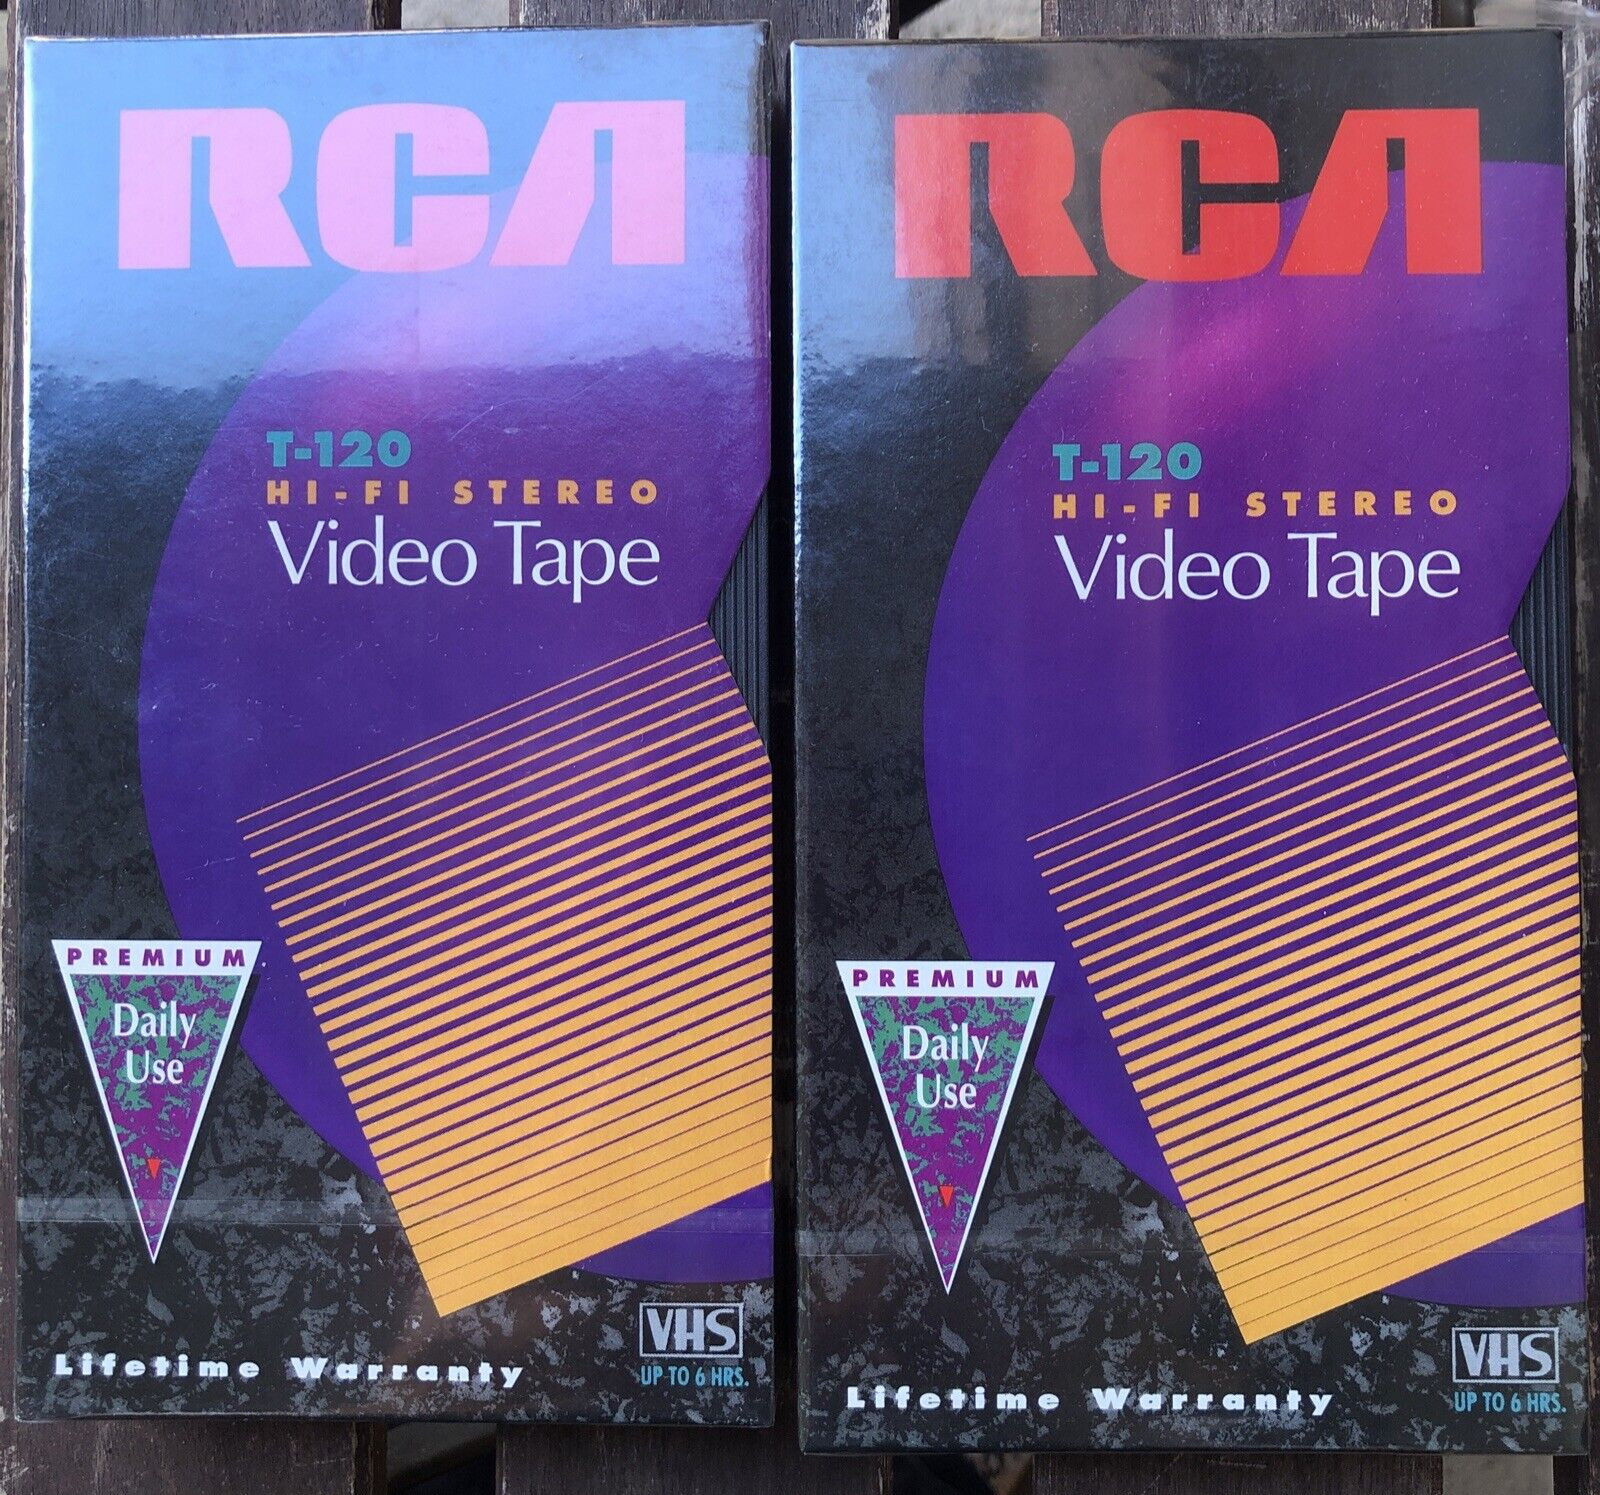 RCA
T-120
HI-FI STEREO
Video Tape
PREMIUM
Daily
Use
Lifetime Warranty
VHS
UP TO 6 HRS.
RCA
T-120
HI-FI STEREO
Video Tape
PREMIUM
Daily
Use
Lifetime Warranty
VHS
UP TO 6 HRS.